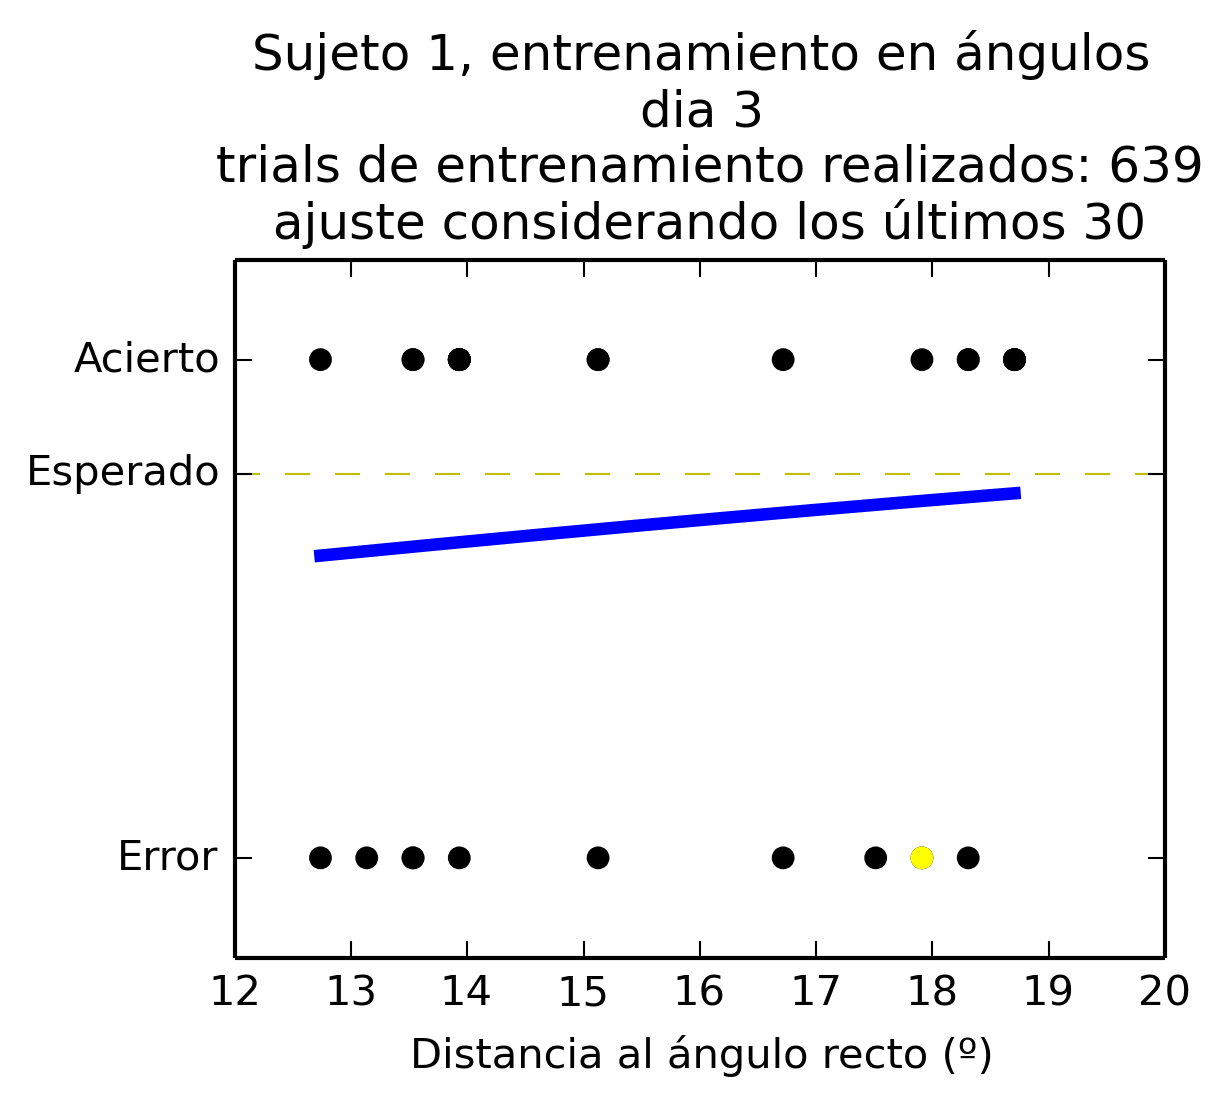 Sujeto 1, entrenamiento en ángulos
dia 3
trials de entrenamiento realizados: 639
ajuste considerando los últimos 30
Acierto
Esperado
Error
12 13 14 15 16 17 18 19 20
Distancia al ángulo recto (º)